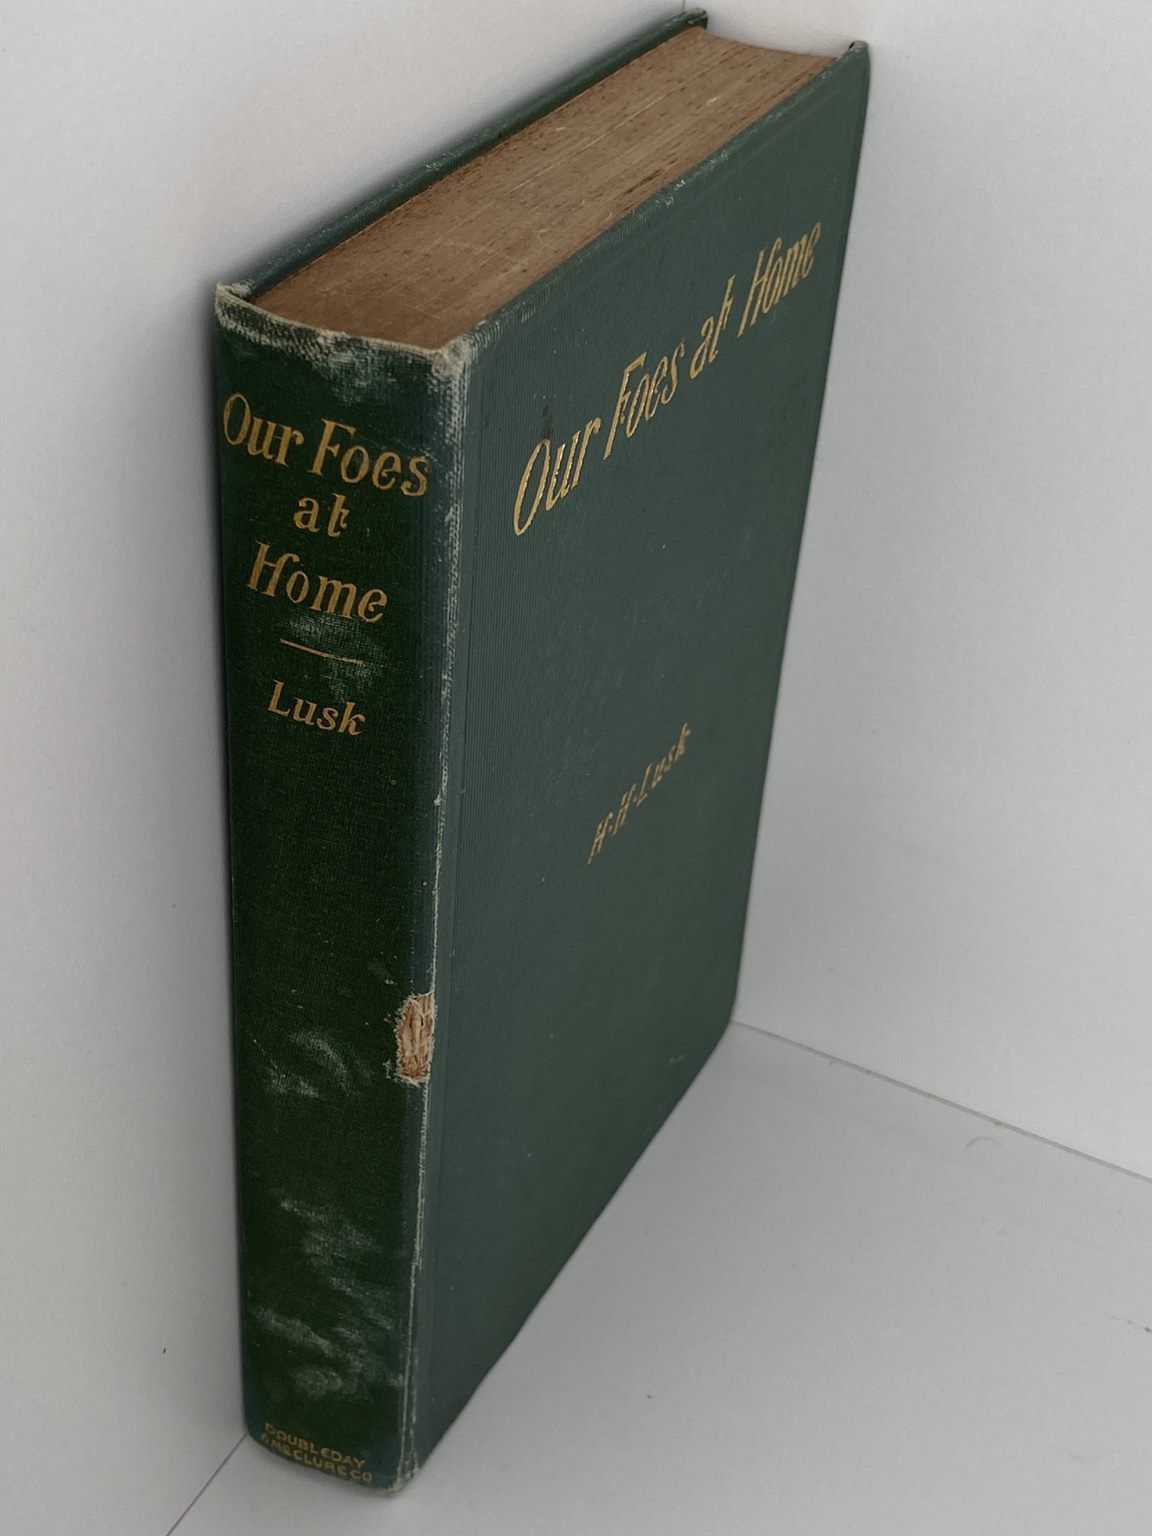 Our Foes
at
Home
Lusk
DOUBLEDAY
& McCLURE CO
Our Foes at Home
H. H. Lusk